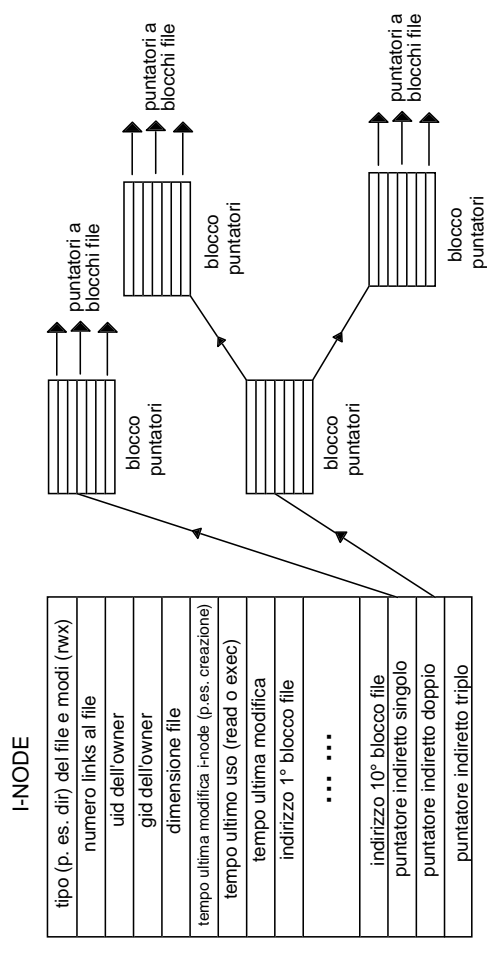 I-NODE
tipo (p. es. dir) del file e modi (rwx)
numero links al file
uid dell'owner
gid dell'owner
dimensione file
tempo ultima modifica i-node (p.es. creazione)
tempo ultimo uso (read o exec)
tempo ultima modifica
indirizzo 1° blocco file
... ...
indirizzo 10° blocco file
puntatore indiretto singolo
puntatore indiretto doppio
puntatore indiretto triplo
blocco
puntatori
puntatori a
blocchi file
blocco
puntatori
blocco
puntatori
puntatori a
blocchi file
blocco
puntatori
puntatori a
blocchi file